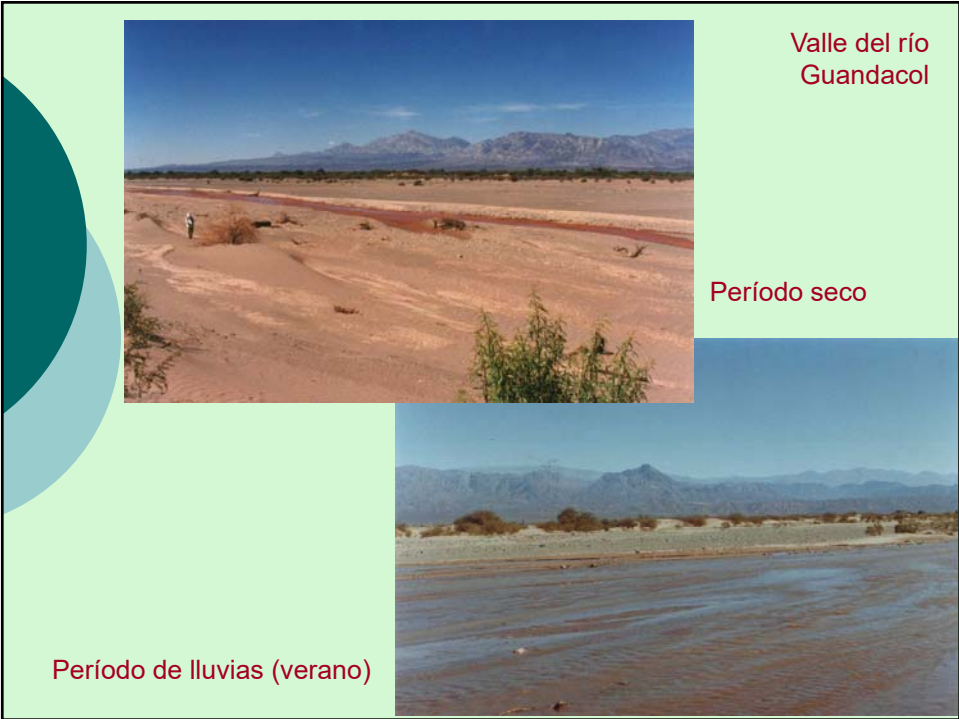 Valle del río
Guandacol
Período seco
Período de lluvias (verano)